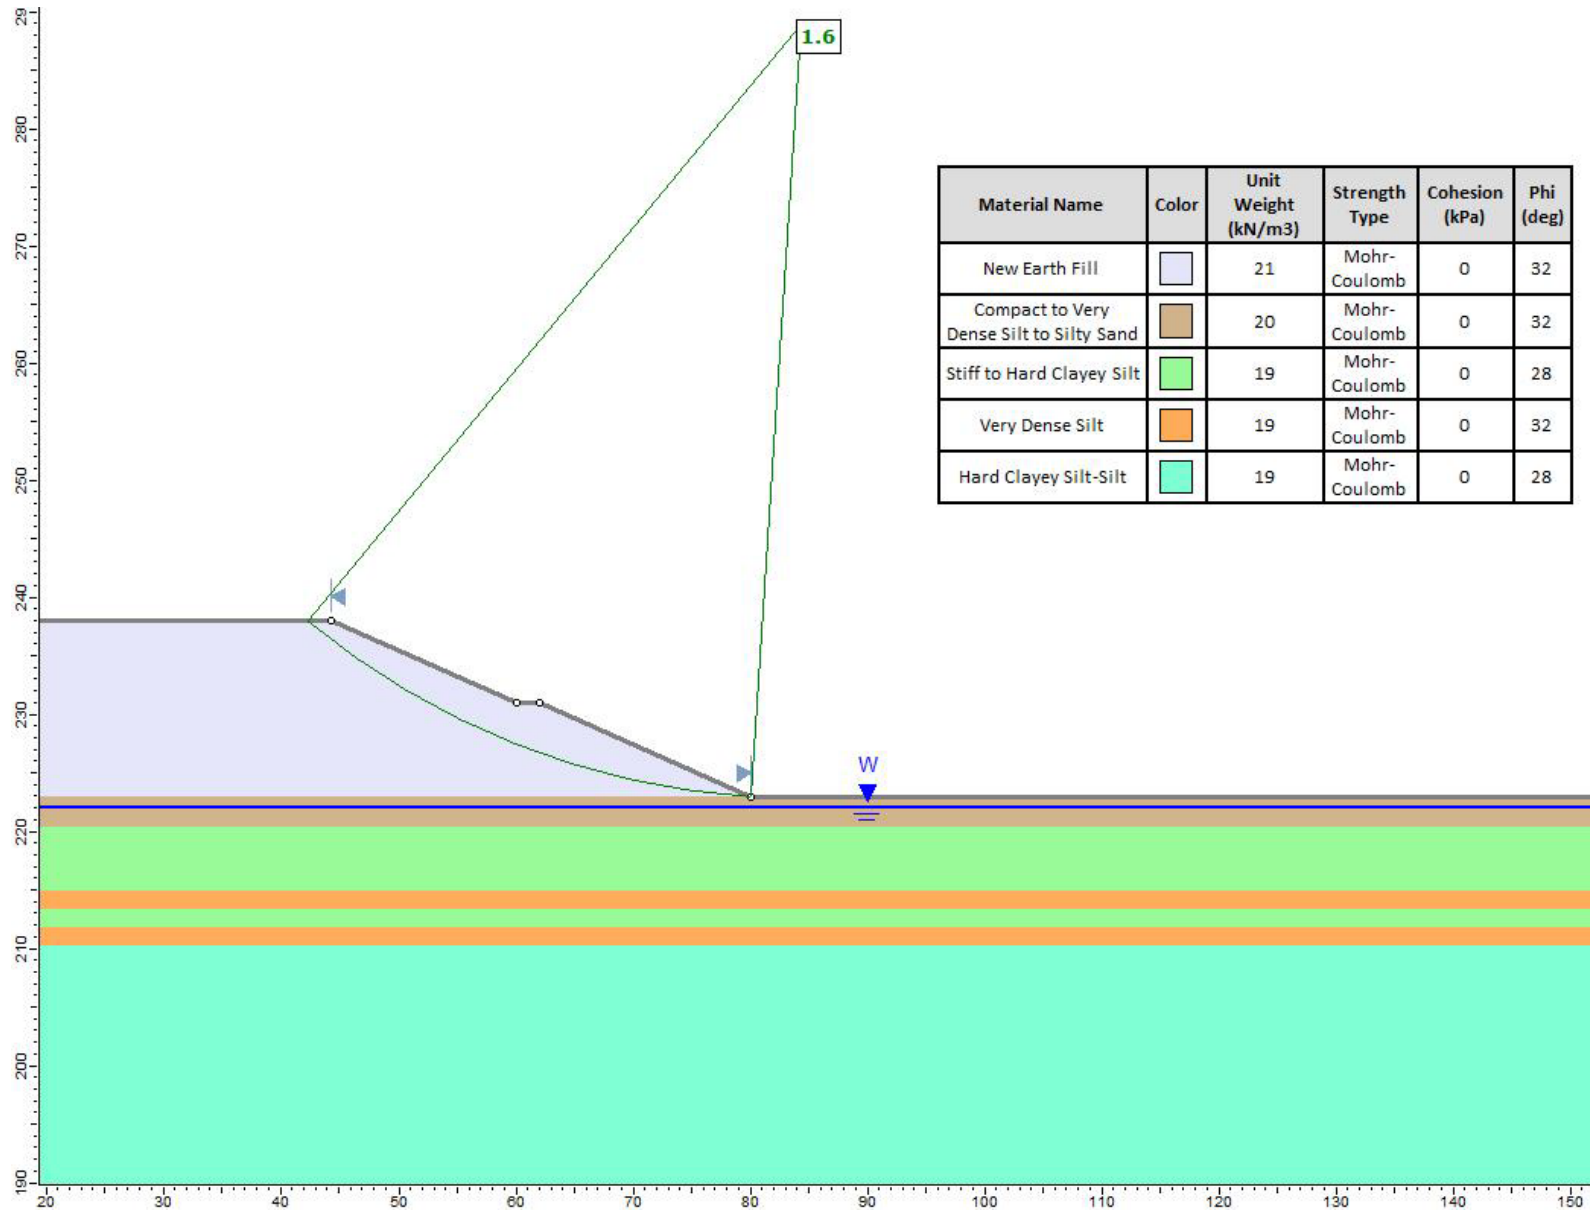 29
1.6
280
270
260
250
240
230
220
210
200
190
Material Name Color Unit Weight (kN/m3) Strength Type Cohesion (kPa) Phi (deg)
New Earth Fill 21 Mohr-Coulomb 0 32
Compact to Very Dense Silt to Silty Sand 20 Mohr-Coulomb 0 32
Stiff to Hard Clayey Silt 19 Mohr-Coulomb 0 28
Very Dense Silt 19 Mohr-Coulomb 0 32
Hard Clayey Silt-Silt 19 Mohr-Coulomb 0 28
W
20 30 40 50 60 70 80 90 100 110 120 130 140 150